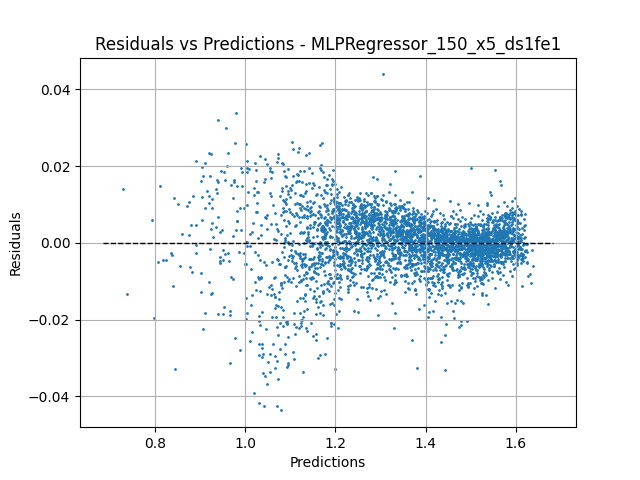 Residuals vs Predictions - MLPRegressor_150_x5_ds1fe1
Residuals
0.04
0.02
0.00
−0.02
−0.04
0.8 1.0 1.2 1.4 1.6
Predictions